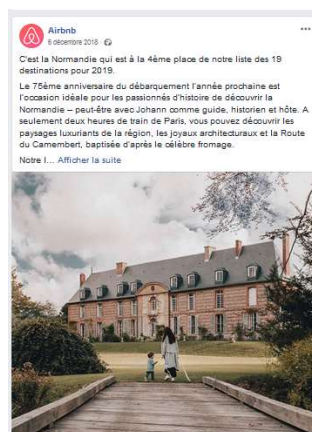 Airbnb
6 décembre 2018 ·
C'est la Normandie qui est à la 4ème place de notre liste des 19
destinations pour 2019.
Le 75ème anniversaire du débarquement l'année prochaine est
l'occasion idéale pour les passionnés d'histoire de découvrir la
Normandie – peut-être avec Johann comme guide, historien et hôte. A
seulement deux heures de train de Paris, vous pouvez découvrir les
paysages luxuriants de la région, les joyaux architecturaux et la Route
du Camembert, baptisée d'après le célèbre fromage.
Notre l... Afficher la suite